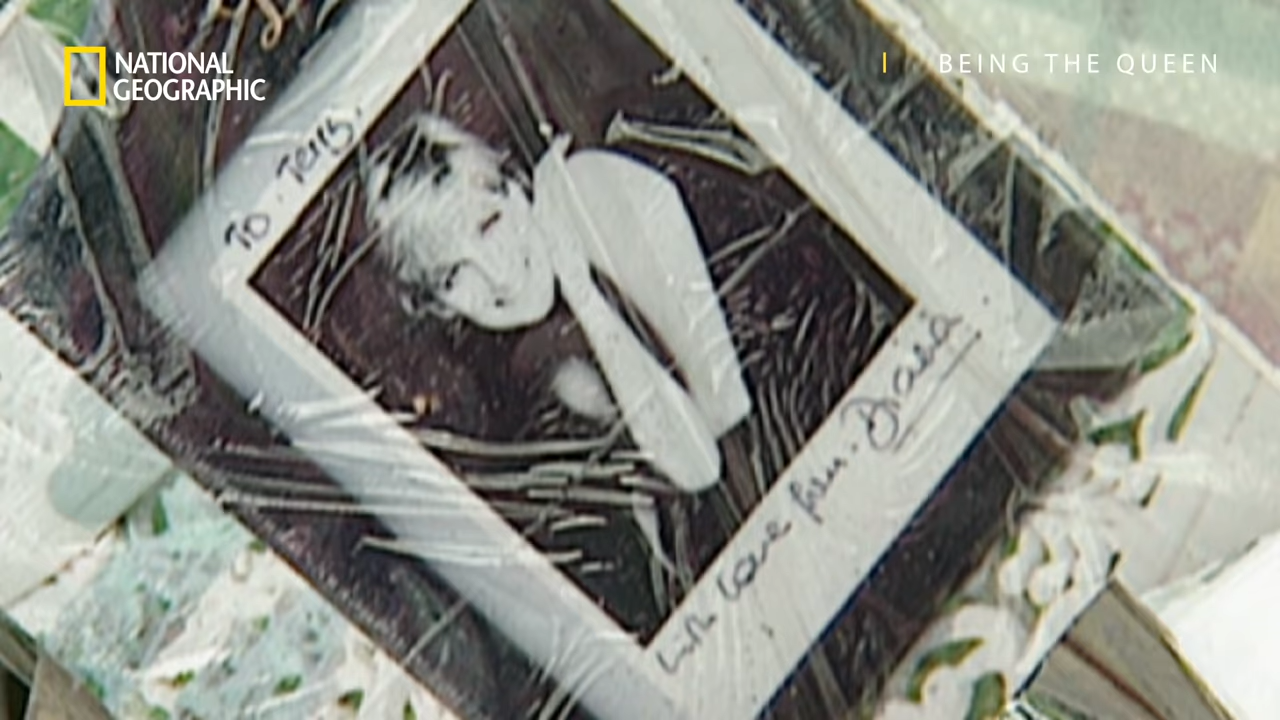 NATIONAL
GEOGRAPHIC
BEING THE QUEEN
To. Terry.
with love from. Diana